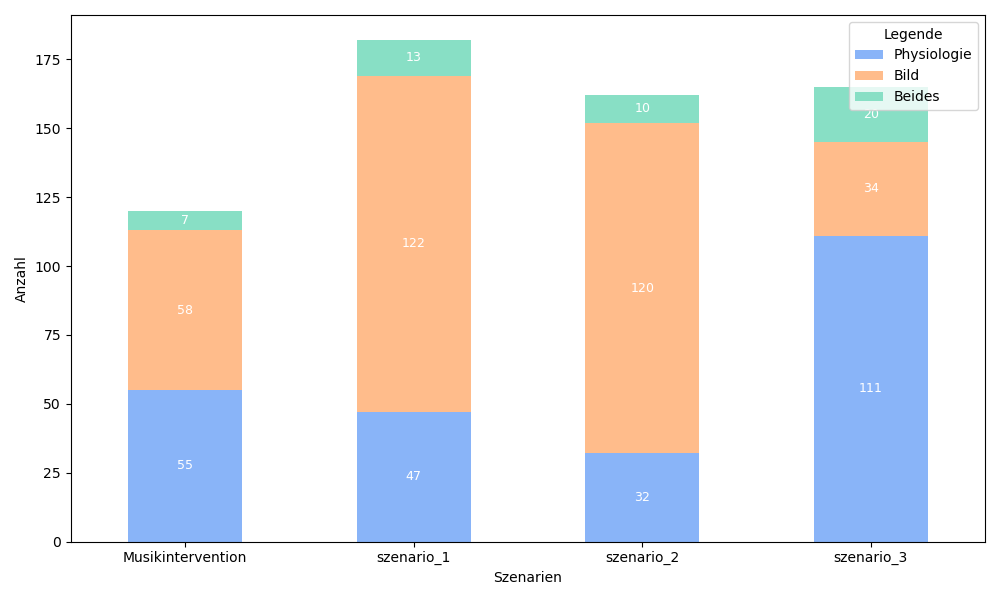 Legende
Physiologie
Bild
Beides
175
150
125
100
75
50
25
0
Anzahl
7
58
55
13
122
47
10
120
32
20
34
111
Musikintervention
szenario_1
szenario_2
szenario_3
Szenarien